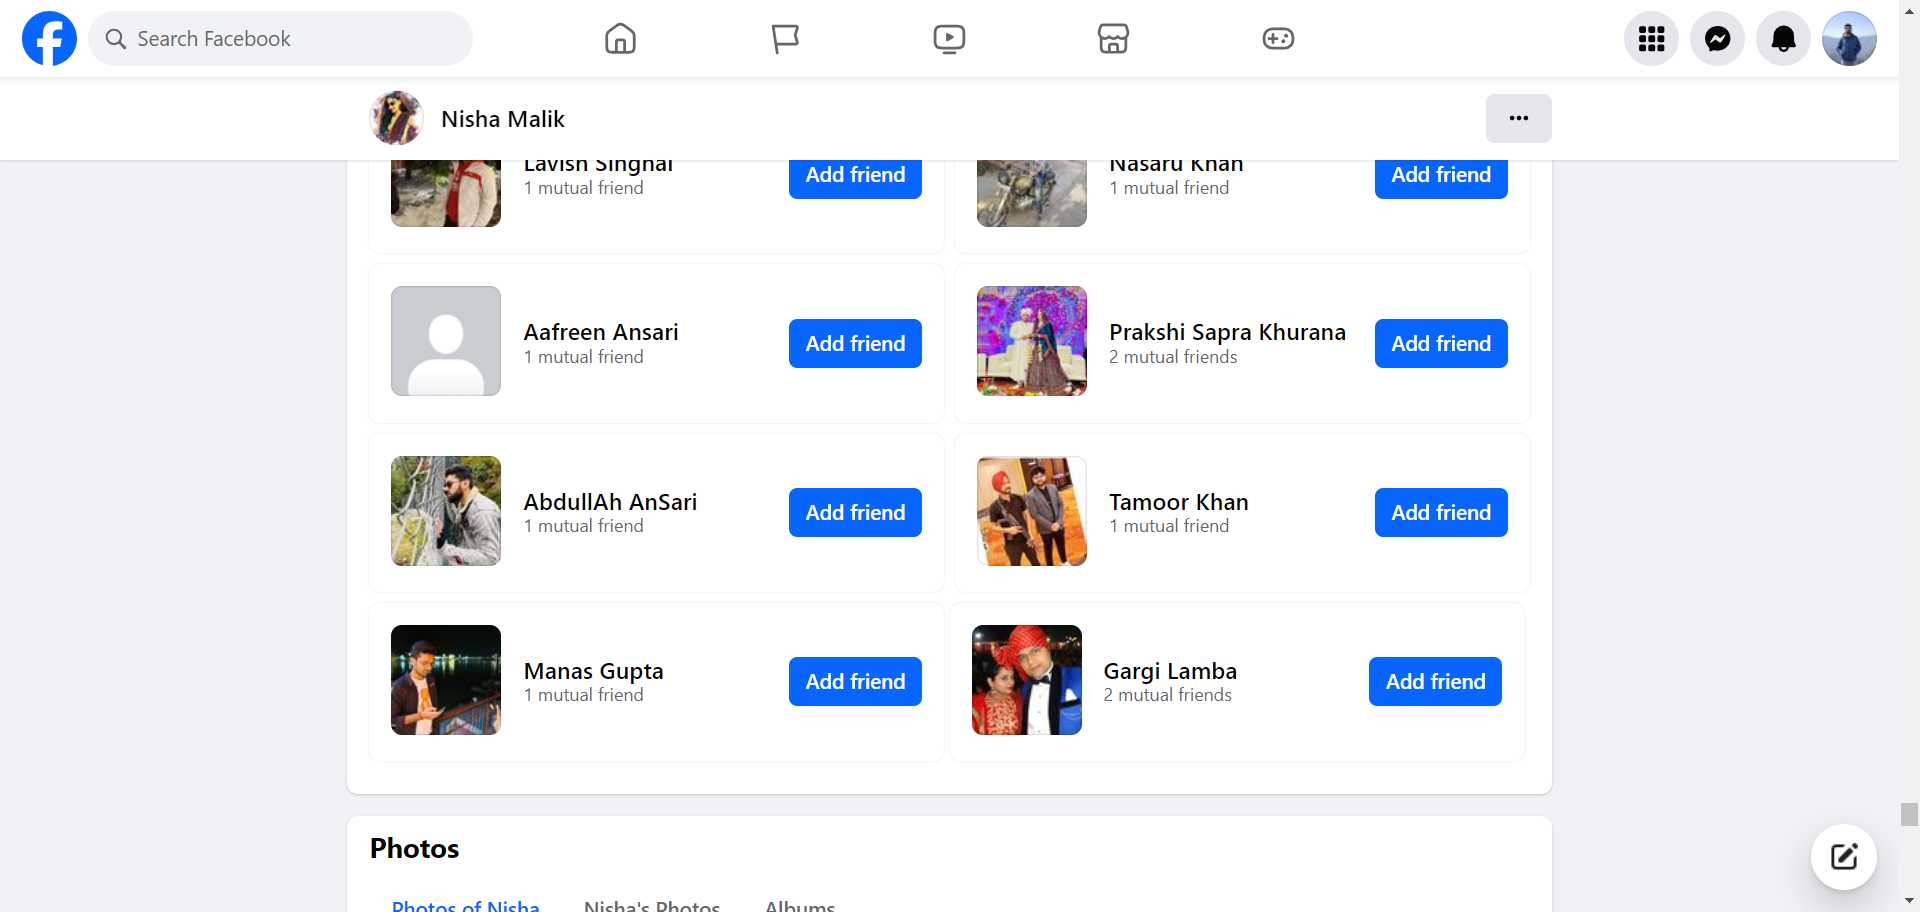 Search Facebook
Nisha Malik
Lavish Singhal
1 mutual friend
Add friend
Nasaru Khan
1 mutual friend
Add friend
Aafreen Ansari
1 mutual friend
Add friend
Prakshi Sapra Khurana
2 mutual friends
Add friend
AbdullAh AnSari
1 mutual friend
Add friend
Tamoor Khan
1 mutual friend
Add friend
Manas Gupta
1 mutual friend
Add friend
Gargi Lamba
2 mutual friends
Add friend
Photos
Photos of Nisha
Nisha's Photos
Albums